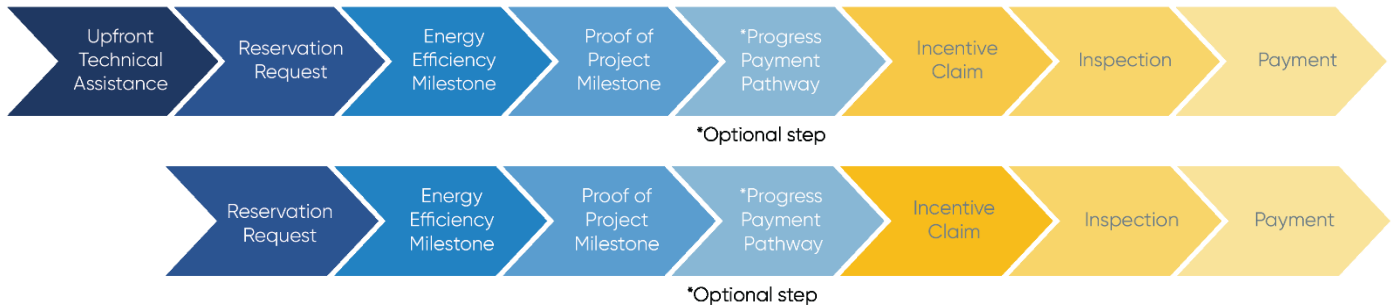 Upfront
Technical
Assistance
Reservation
Request
Energy
Efficiency
Milestone
Proof of
Project
Milestone
*Progress
Payment
Pathway
Incentive
Claim
Inspection
Payment
*Optional step
Reservation
Request
Energy
Efficiency
Milestone
Proof of
Project
Milestone
*Progress
Payment
Pathway
Incentive
Claim
Inspection
Payment
*Optional step